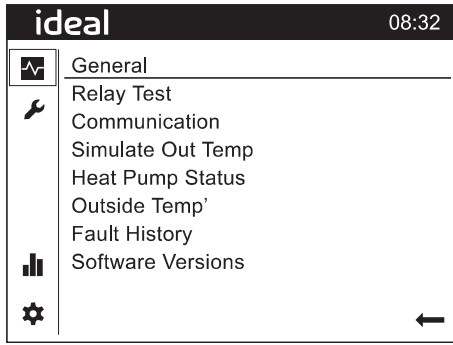 ideal 08:32
General
Relay Test
Communication
Simulate Out Temp
Heat Pump Status
Outside Temp'
Fault History
Software Versions